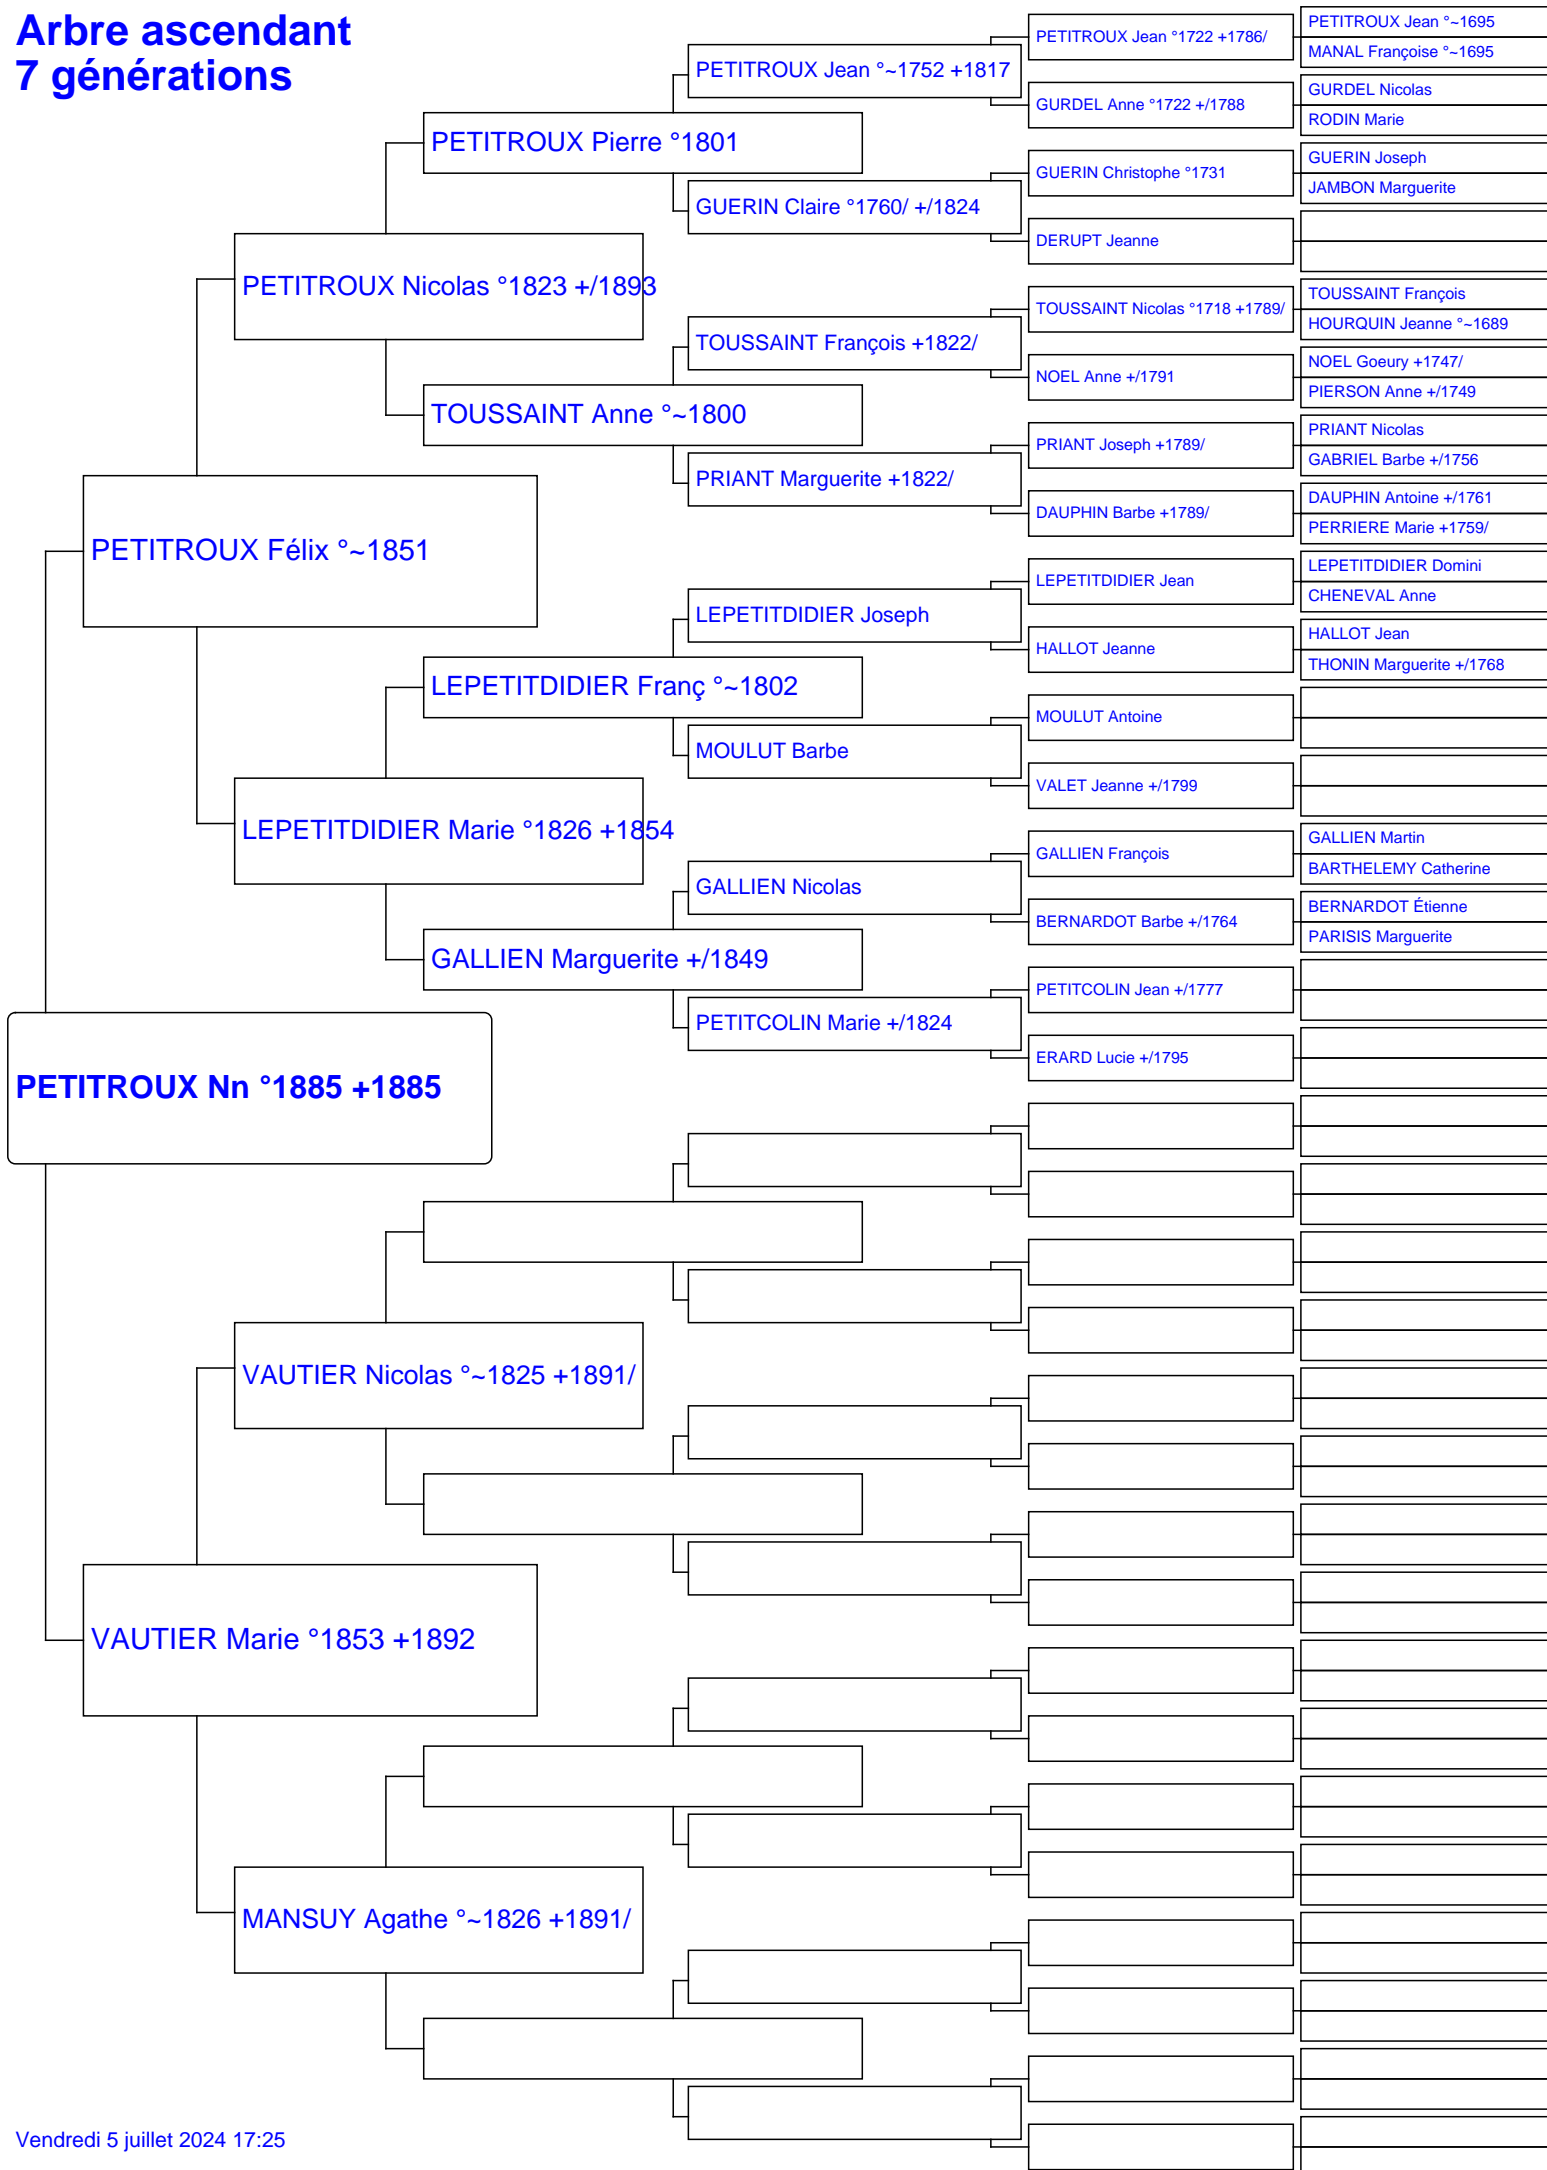 Arbre ascendant
7 générations
PETITROUX Nn °1885 +1885
PETITROUX Félix °~1851
VAUTIER Marie °1853 +1892
PETITROUX Nicolas °1823 +/1893
LEPETITDIDIER Marie °1826 +1854
VAUTIER Nicolas °~1825 +1891/
MANSUY Agathe °~1826 +1891/
PETITROUX Pierre °1801
TOUSSAINT Anne °~1800
LEPETITDIDIER Franç °~1802
GALLIEN Marguerite +/1849
PETITROUX Jean °~1752 +1817
GUERIN Claire °1760/ +/1824
TOUSSAINT François +1822/
PRIANT Marguerite +1822/
LEPETITDIDIER Joseph
MOULUT Barbe
GALLIEN Nicolas
PETITCOLIN Marie +/1824
PETITROUX Jean °1722 +1786/
GURDEL Anne °1722 +/1788
GUERIN Christophe °1731
DERUPT Jeanne
TOUSSAINT Nicolas °1718 +1789/
NOEL Anne +/1791
PRIANT Joseph +1789/
DAUPHIN Barbe +1789/
LEPETITDIDIER Jean
HALLOT Jeanne
MOULUT Antoine
VALET Jeanne +/1799
GALLIEN François
BERNARDOT Barbe +/1764
PETITCOLIN Jean +/1777
ERARD Lucie +/1795
PETITROUX Jean °~1695
MANAL Françoise °~1695
GURDEL Nicolas
RODIN Marie
GUERIN Joseph
JAMBON Marguerite
TOUSSAINT François
HOURQUIN Jeanne °~1689
NOEL Goeury +1747/
PIERSON Anne +/1749
PRIANT Nicolas
GABRIEL Barbe +/1756
DAUPHIN Antoine +/1761
PERRIERE Marie +1759/
LEPETITDIDIER Domini
CHENEVAL Anne
HALLOT Jean
THONIN Marguerite +/1768
GALLIEN Martin
BARTHELEMY Catherine
BERNARDOT Étienne
PARISIS Marguerite
Vendredi 5 juillet 2024 17:25